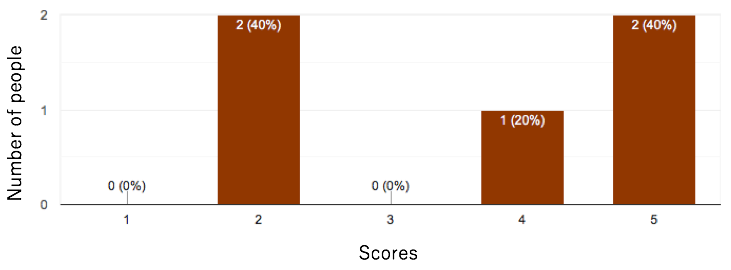 2
2 (40%)
2 (40%)
Number of people
1
1 (20%)
0 (0%)
0 (0%)
0
1 2 3 4 5
Scores